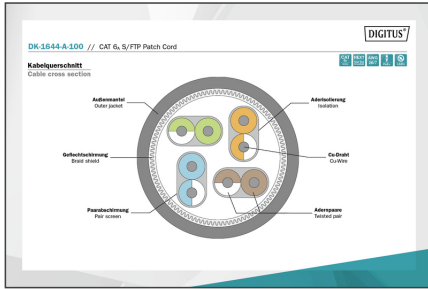 DIGITUS®
DK-1644-A-100 // CAT 6A S/FTP Patch Cord
Kabelquerschnitt
Cable cross section
Außenmantel
Outer jacket
Aderisolierung
Isolation
Geflechtschirmung
Braid shield
Cu-Draht
Cu-Wire
Paarabschirmung
Pair screen
Adernpaare
Twisted pair